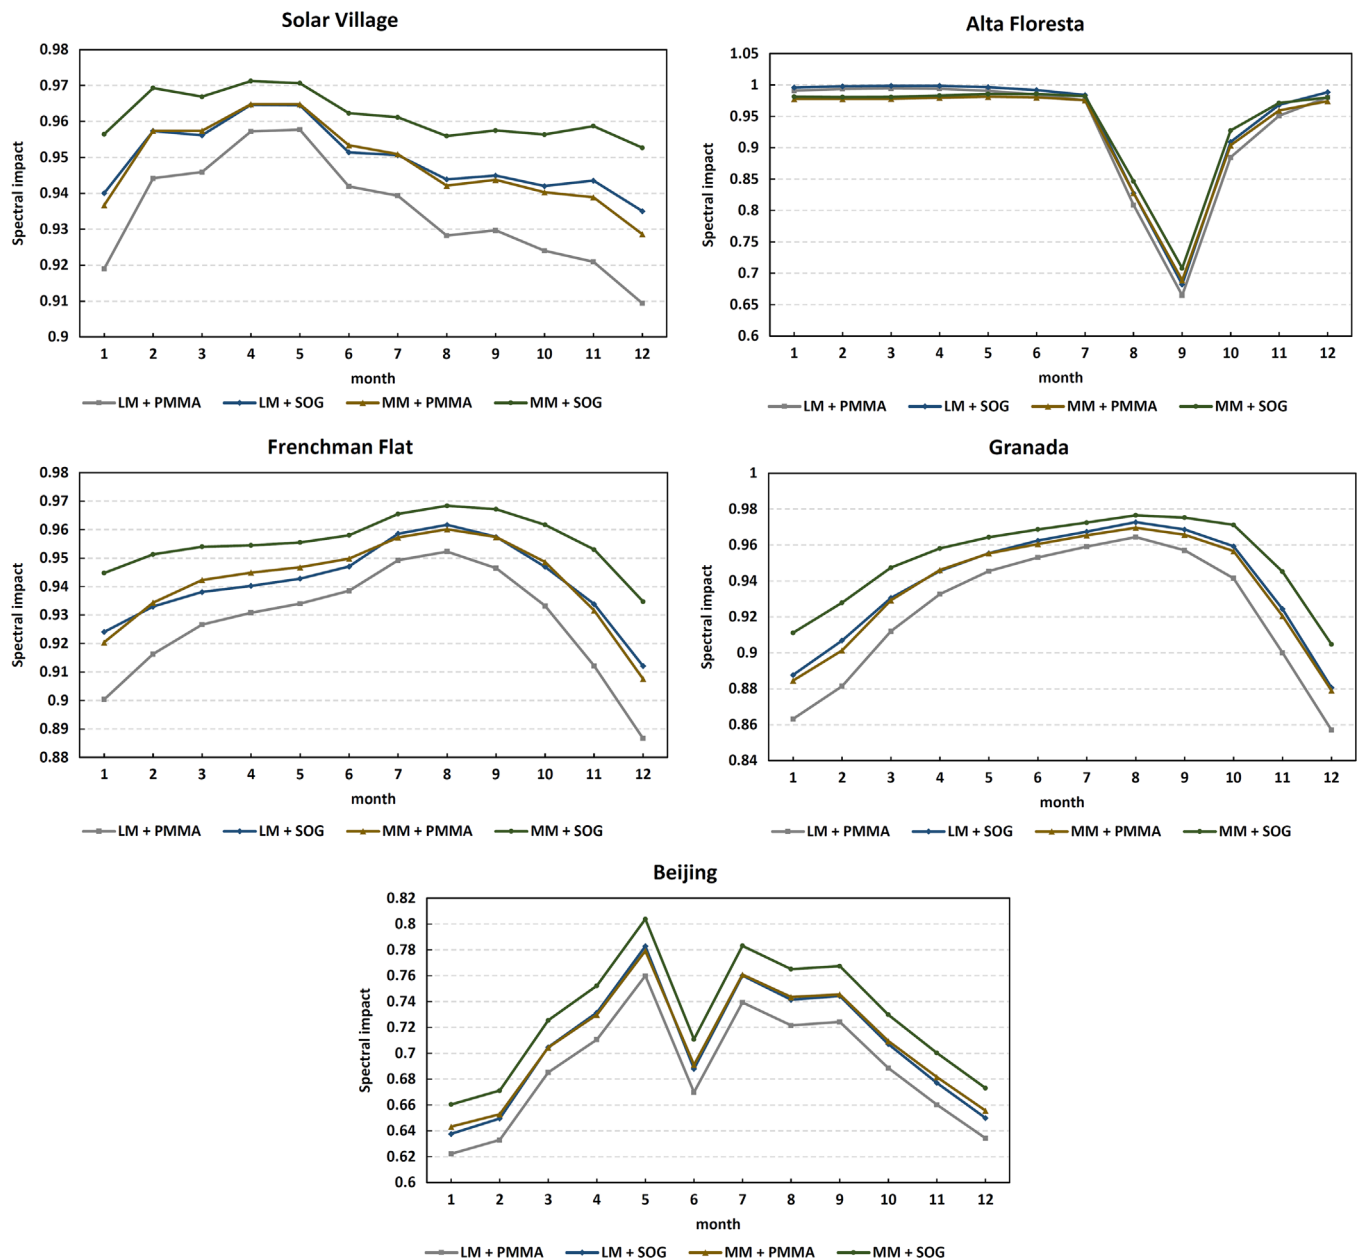 Solar Village
0.98
0.97
0.96
0.95
0.94
0.93
0.92
0.91
0.9
Spectral impact
1 2 3 4 5 6 7 8 9 10 11 12
month
LM + PMMA LM + SOG MM + PMMA MM + SOG
Alta Floresta
1.05
1
0.95
0.9
0.85
0.8
0.75
0.7
0.65
0.6
Spectral impact
1 2 3 4 5 6 7 8 9 10 11 12
month
LM + PMMA LM + SOG MM + PMMA MM + SOG
Frenchman Flat
0.98
0.97
0.96
0.95
0.94
0.93
0.92
0.91
0.9
0.89
0.88
Spectral impact
1 2 3 4 5 6 7 8 9 10 11 12
month
LM + PMMA LM + SOG MM + PMMA MM + SOG
Granada
1
0.98
0.96
0.94
0.92
0.9
0.88
0.86
0.84
Spectral impact
1 2 3 4 5 6 7 8 9 10 11 12
month
LM + PMMA LM + SOG MM + PMMA MM + SOG
Beijing
0.82
0.8
0.78
0.76
0.74
0.72
0.7
0.68
0.66
0.64
0.62
0.6
Spectral impact
1 2 3 4 5 6 7 8 9 10 11 12
month
LM + PMMA LM + SOG MM + PMMA MM + SOG